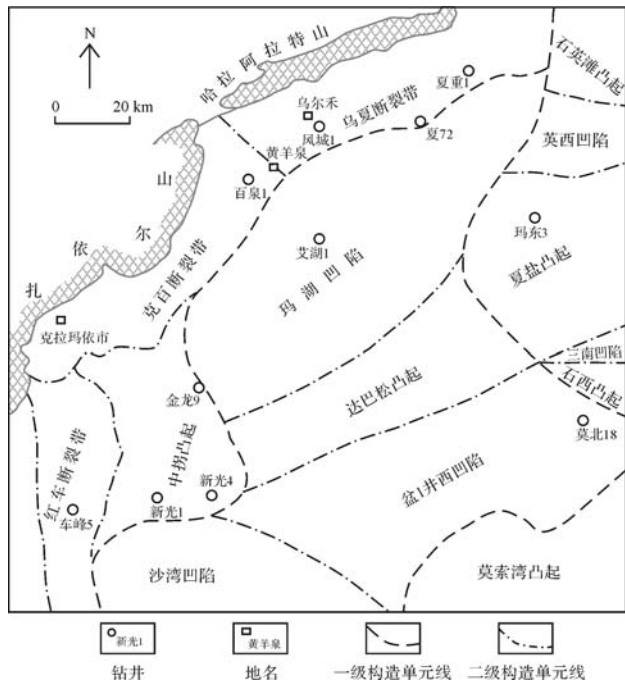 N
0 20 km
哈拉阿拉特山
石英滩凸起
夏重1
乌尔禾
凤城1
乌夏断裂带
夏72
英西凹陷
黄羊泉
百泉1
扎依尔山
克百断裂带
艾湖1
玛湖凹陷
玛东3
夏盐凸起
克拉玛依市
三南凹陷
石西凸起
金龙9
达巴松凸起
莫北18
红车断裂带
中拐凸起
盆1井西凹陷
新光4
新光1
车峰5
沙湾凹陷
莫索湾凸起
新光1
黄羊泉
钻井
地名
一级构造单元线
二级构造单元线